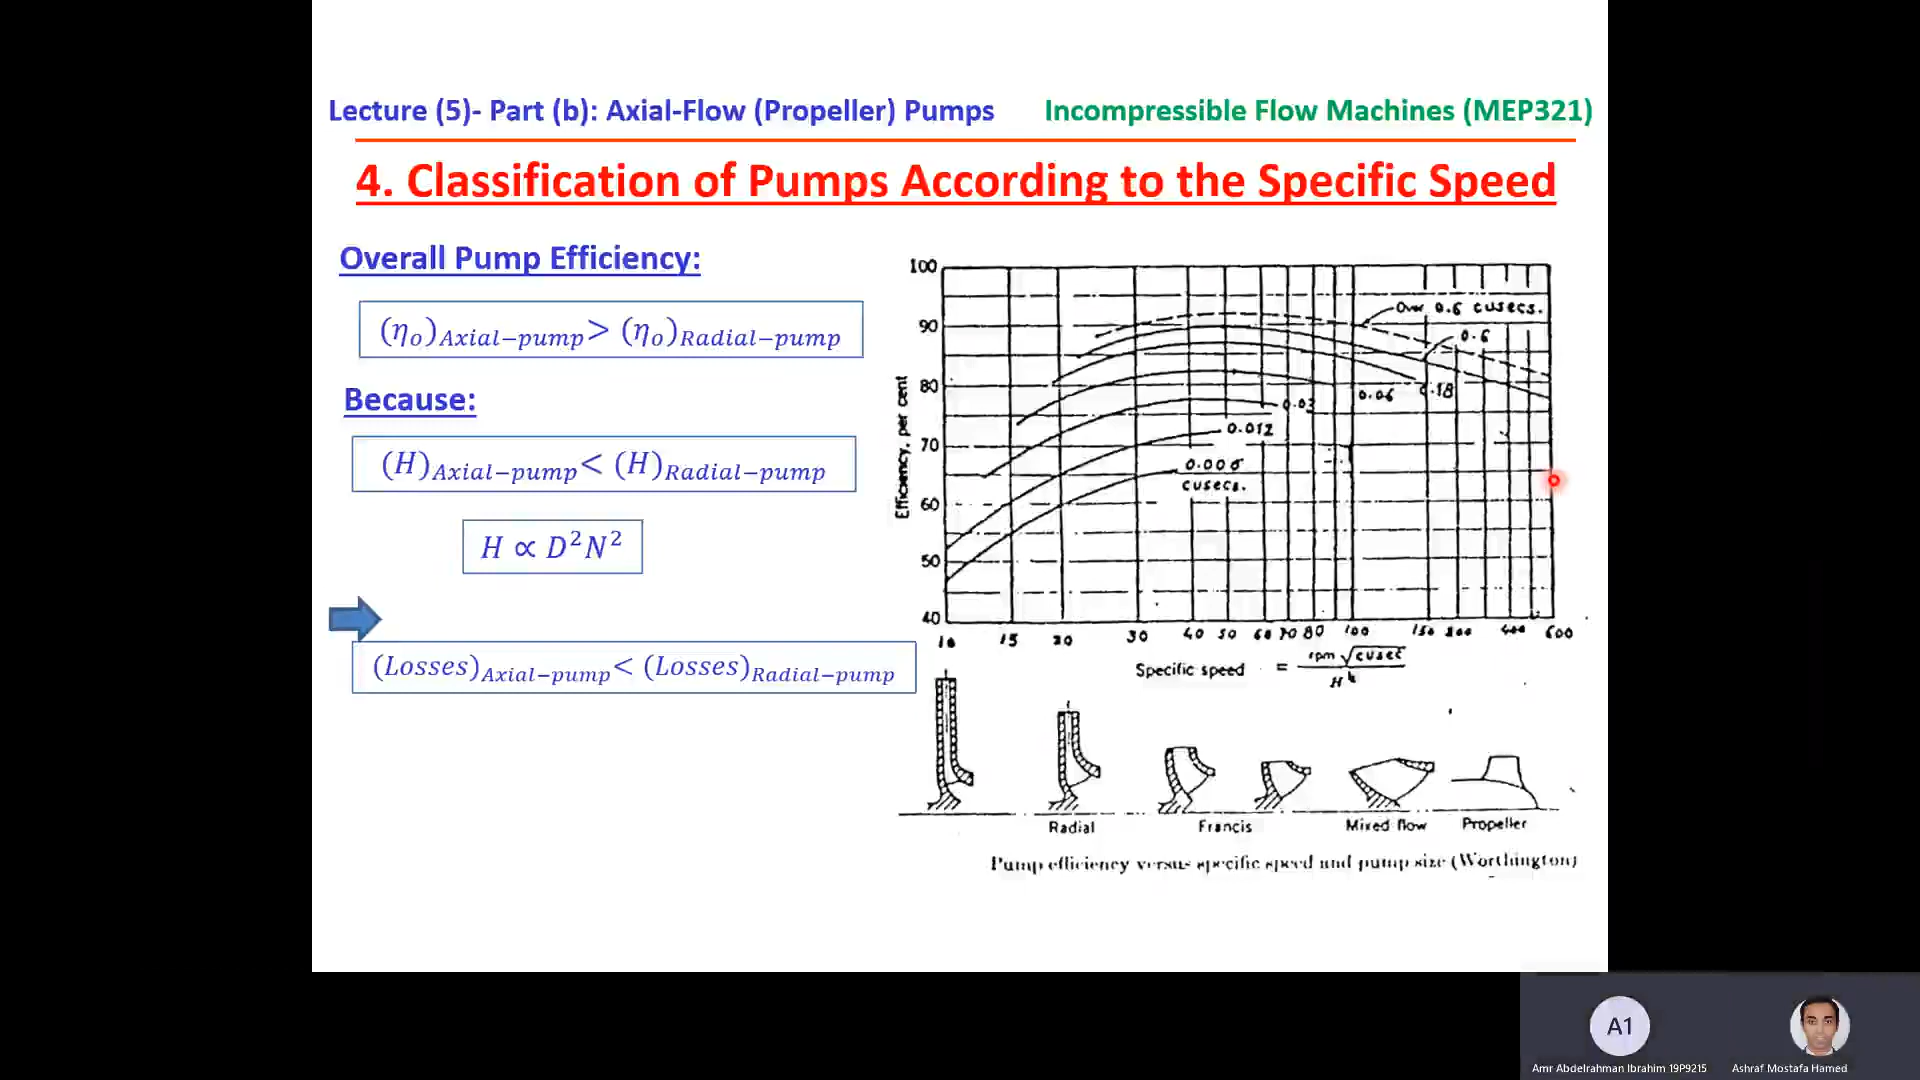 Lecture (5)- Part (b): Axial-Flow (Propeller) Pumps
Incompressible Flow Machines (MEP321)
4. Classification of Pumps According to the Specific Speed
Overall Pump Efficiency:
(η₀)Axial−pump > (η₀)Radial−pump
Because:
(H)Axial−pump < (H)Radial−pump
H ∝ D²N²
(Losses)Axial−pump < (Losses)Radial−pump
Efficiency, per cent
100
90
80
70
60
50
40
Over 0.6 cusecs.
0.6
0.18
0.06
0.03
0.012
0.006
cusecs.
10 15 20 30 40 50 60 70 80 100 150 200 400 600
Specific speed = rpm √cusec
H
Radial Francis Mixed flow Propeller
Pump efficiency versus specific speed and pump size (Worthington)
A1
Amr Abdelrahman Ibrahim 19P9215
Ashraf Mostafa Hamed